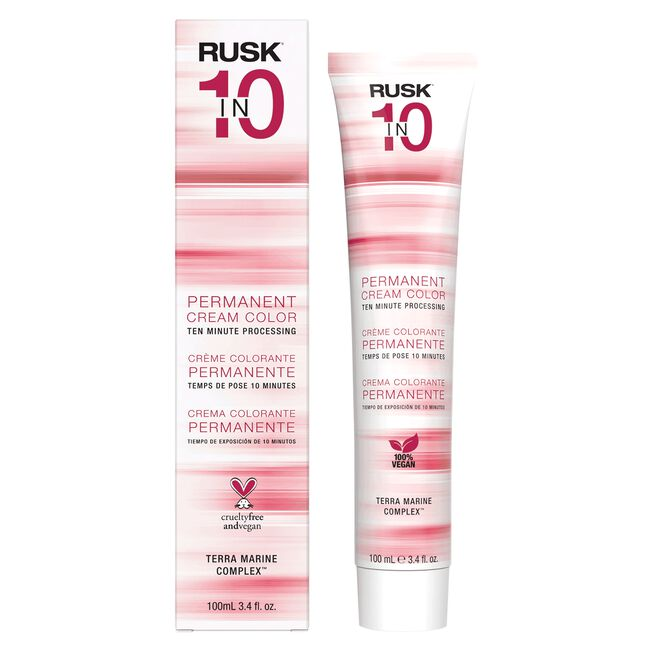 RUSK
10
IN
PERMANENT
CREAM COLOR
TEN MINUTE PROCESSING
CRÈME COLORANTE
PERMANENTE
TEMPS DE POSE 10 MINUTES
CREMA COLORANTE
PERMANENTE
TIEMPO DE EXPOSICIÓN DE 10 MINUTOS
crueltyfree
andvegan
TERRA MARINE
COMPLEX™
100mL 3.4 fl. oz.
RUSK
10
IN
PERMANENT
CREAM COLOR
TEN MINUTE PROCESSING
CRÈME COLORANTE
PERMANENTE
TEMPS DE POSE 10 MINUTES
CREMA COLORANTE
PERMANENTE
TIEMPO DE EXPOSICIÓN DE 10 MINUTOS
100%
VEGAN
TERRA MARINE
COMPLEX™
100 mL ℮ 3.4 fl. oz.